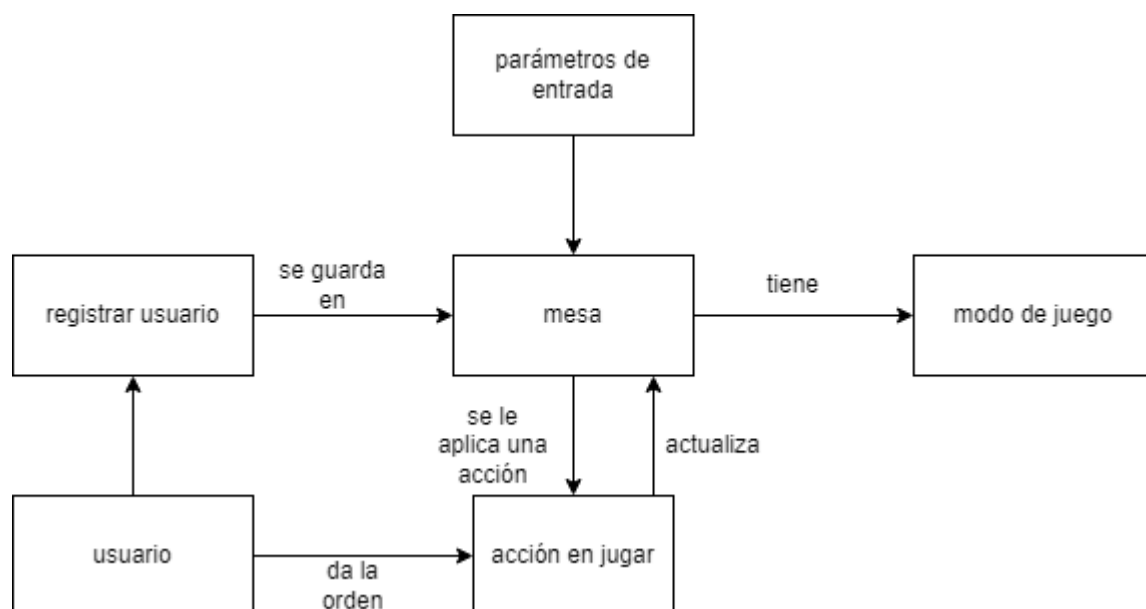 parámetros de
entrada
registrar usuario
se guarda
en
mesa
tiene
modo de juego
se le
aplica una
acción
actualiza
usuario
da la
orden
acción en jugar